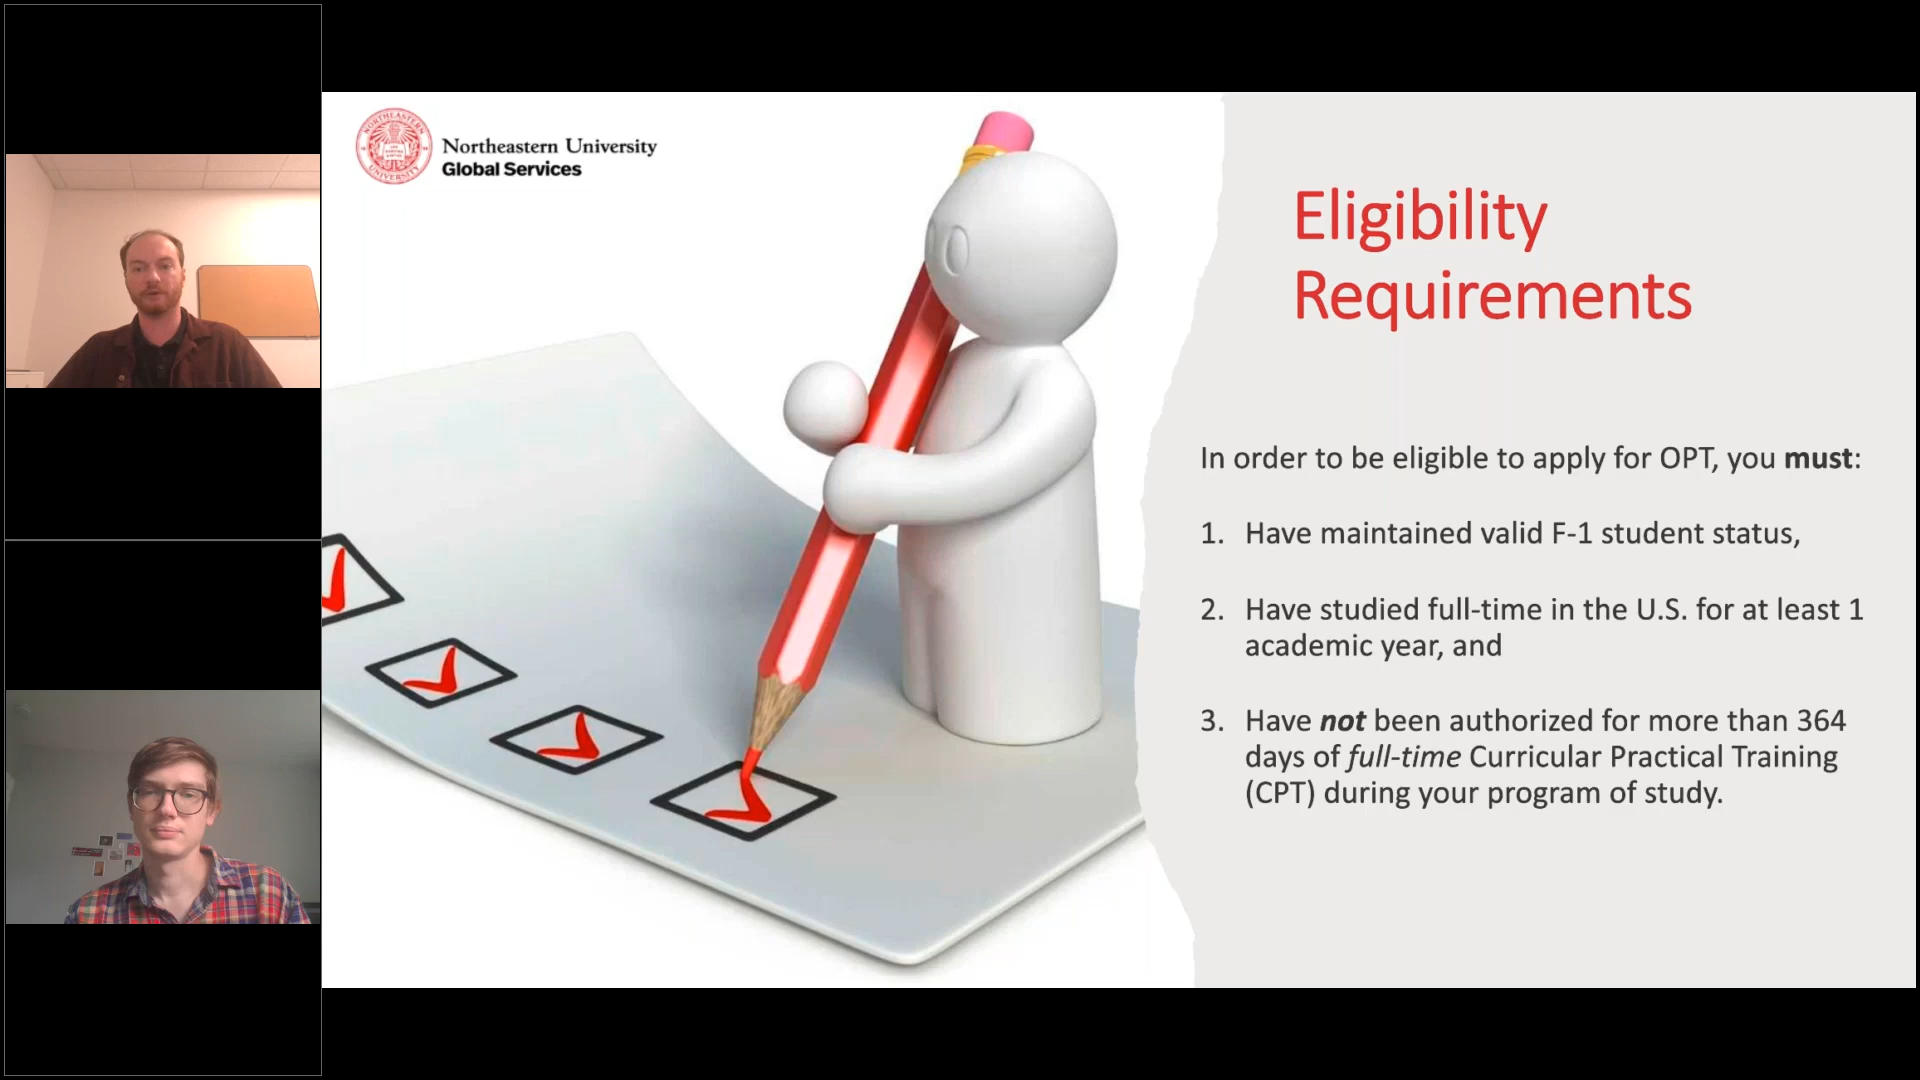 Northeastern University
Global Services
Eligibility
Requirements
In order to be eligible to apply for OPT, you must:
1. Have maintained valid F-1 student status,
2. Have studied full-time in the U.S. for at least 1
academic year, and
3. Have not been authorized for more than 364
days of full-time Curricular Practical Training
(CPT) during your program of study.